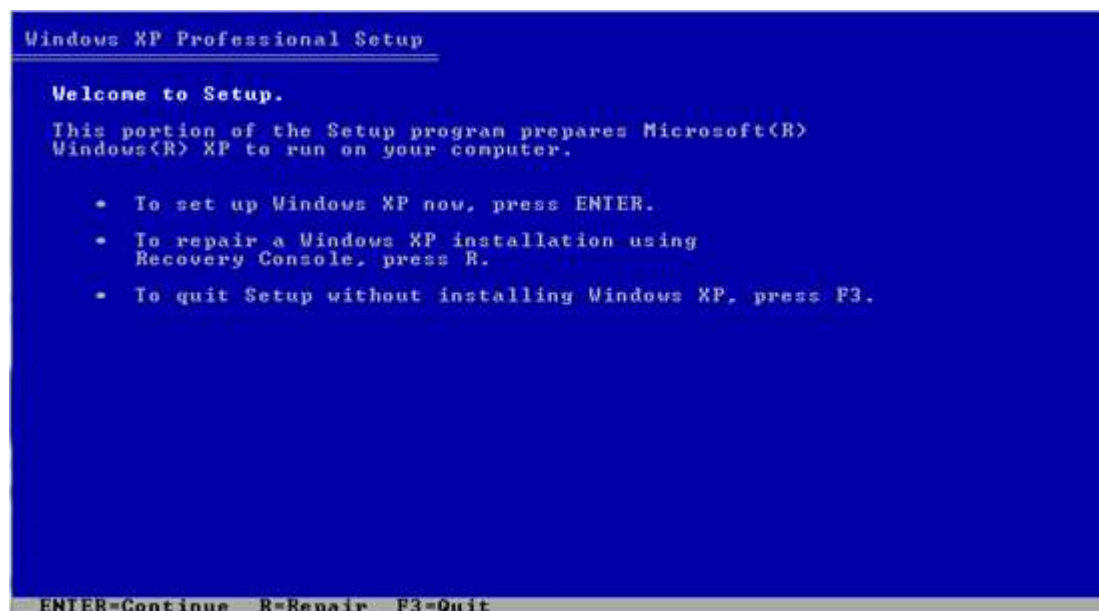 Windows XP Professional Setup
Welcome to Setup.
This portion of the Setup program prepares Microsoft(R)
Windows(R) XP to run on your computer.
• To set up Windows XP now, press ENTER.
• To repair a Windows XP installation using
Recovery Console, press R.
• To quit Setup without installing Windows XP, press F3.
ENTER=Continue R=Repair F3=Quit